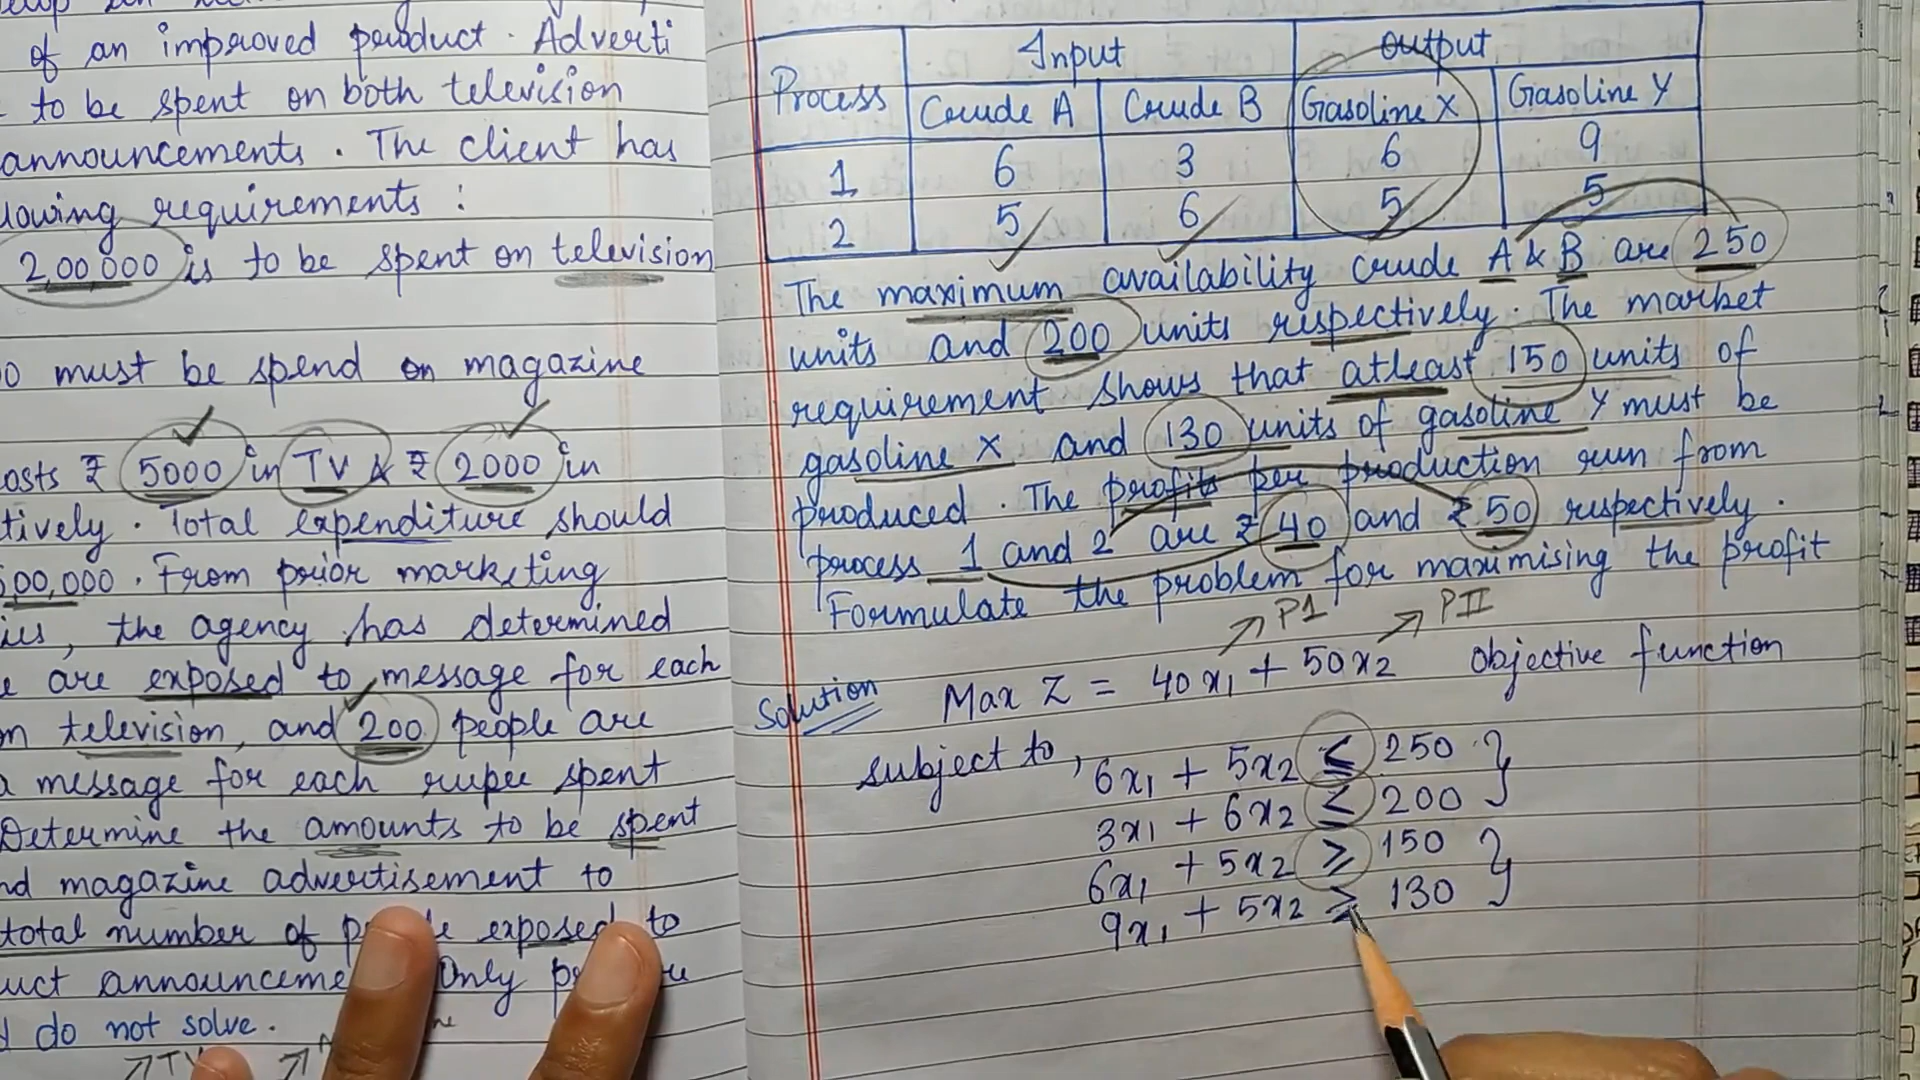 of an improved product. Adverti
to be spent on both television
announcements. The client has
lowing requirements :
2,00,000 is to be spent on television
0 must be spend on magazine
osts ₹ 5000 in TV & ₹ 2000 in
tively. Total expenditure should
00,000. From prior marketing
ies, the agency has determined
e are exposed to message for each
n television, and 200 people are
a message for each rupee spent
Determine the amounts to be spent
nd magazine advertisement to
total number of exposed to
uct announceme Only
do not solve.
TV
Process Input Output
Crude A Crude B Gasoline X Gasoline Y
1 6 3 6 9
2 5 6 5 5
The maximum availability crude A & B are 250
units and 200 units respectively. The market
requirement shows that atleast 150 units of
gasoline X and 130 units of gasoline Y must be
produced. The profits per production run from
process 1 and 2 are ₹ 40 and ₹ 50 respectively.
Formulate the problem for maximising the profit
P1 PII
Solution Max Z = 40x₁ + 50x₂ Objective function
subject to, 6x₁ + 5x₂ ≤ 250 }
3x₁ + 6x₂ ≤ 200
6x₁ + 5x₂ ≥ 150 }
9x₁ + 5x₂ ≥ 130